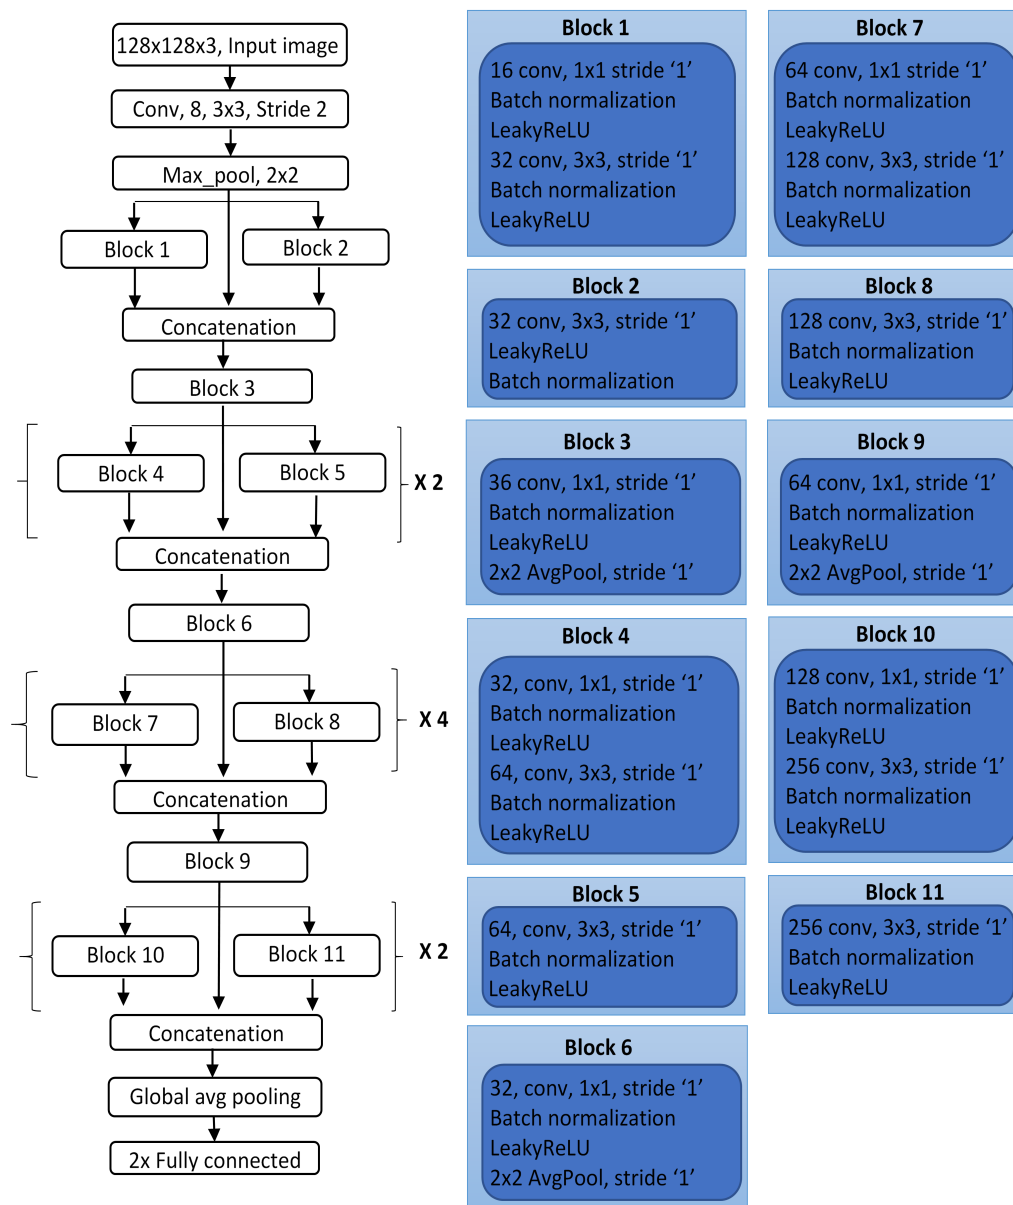 128x128x3, Input image
Conv, 8, 3x3, Stride 2
Max_pool, 2x2
Block 1
Block 2
Concatenation
Block 3
Block 4
Block 5
X 2
Concatenation
Block 6
Block 7
Block 8
X 4
Concatenation
Block 9
Block 10
Block 11
X 2
Concatenation
Global avg pooling
2x Fully connected
Block 1
16 conv, 1x1 stride ‘1’
Batch normalization
LeakyReLU
32 conv, 3x3, stride ‘1’
Batch normalization
LeakyReLU
Block 2
32 conv, 3x3, stride ‘1’
LeakyReLU
Batch normalization
Block 3
36 conv, 1x1, stride ‘1’
Batch normalization
LeakyReLU
2x2 AvgPool, stride ‘1’
Block 4
32, conv, 1x1, stride ‘1’
Batch normalization
LeakyReLU
64, conv, 3x3, stride ‘1’
Batch normalization
LeakyReLU
Block 5
64, conv, 3x3, stride ‘1’
Batch normalization
LeakyReLU
Block 6
32, conv, 1x1, stride ‘1’
Batch normalization
LeakyReLU
2x2 AvgPool, stride ‘1’
Block 7
64 conv, 1x1 stride ‘1’
Batch normalization
LeakyReLU
128 conv, 3x3, stride ‘1’
Batch normalization
LeakyReLU
Block 8
128 conv, 3x3, stride ‘1’
Batch normalization
LeakyReLU
Block 9
64 conv, 1x1, stride ‘1’
Batch normalization
LeakyReLU
2x2 AvgPool, stride ‘1’
Block 10
128 conv, 1x1, stride ‘1’
Batch normalization
LeakyReLU
256 conv, 3x3, stride ‘1’
Batch normalization
LeakyReLU
Block 11
256 conv, 3x3, stride ‘1’
Batch normalization
LeakyReLU